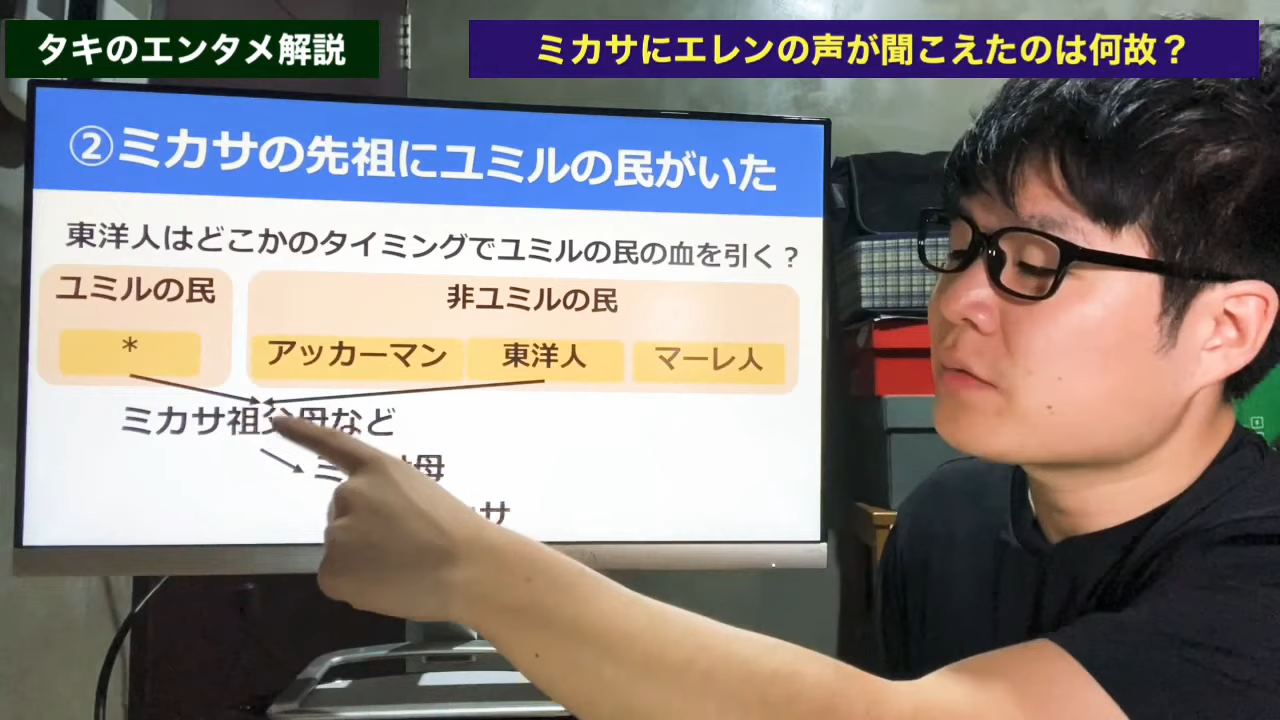 タキのエンタメ解説
ミカサにエレンの声が聞こえたのは何故？
②ミカサの先祖にユミルの民がいた
東洋人はどこかのタイミングでユミルの民の血を引く？
ユミルの民
非ユミルの民
*
アッカーマン
東洋人
マーレ人
ミカサ祖父母など
母
サ